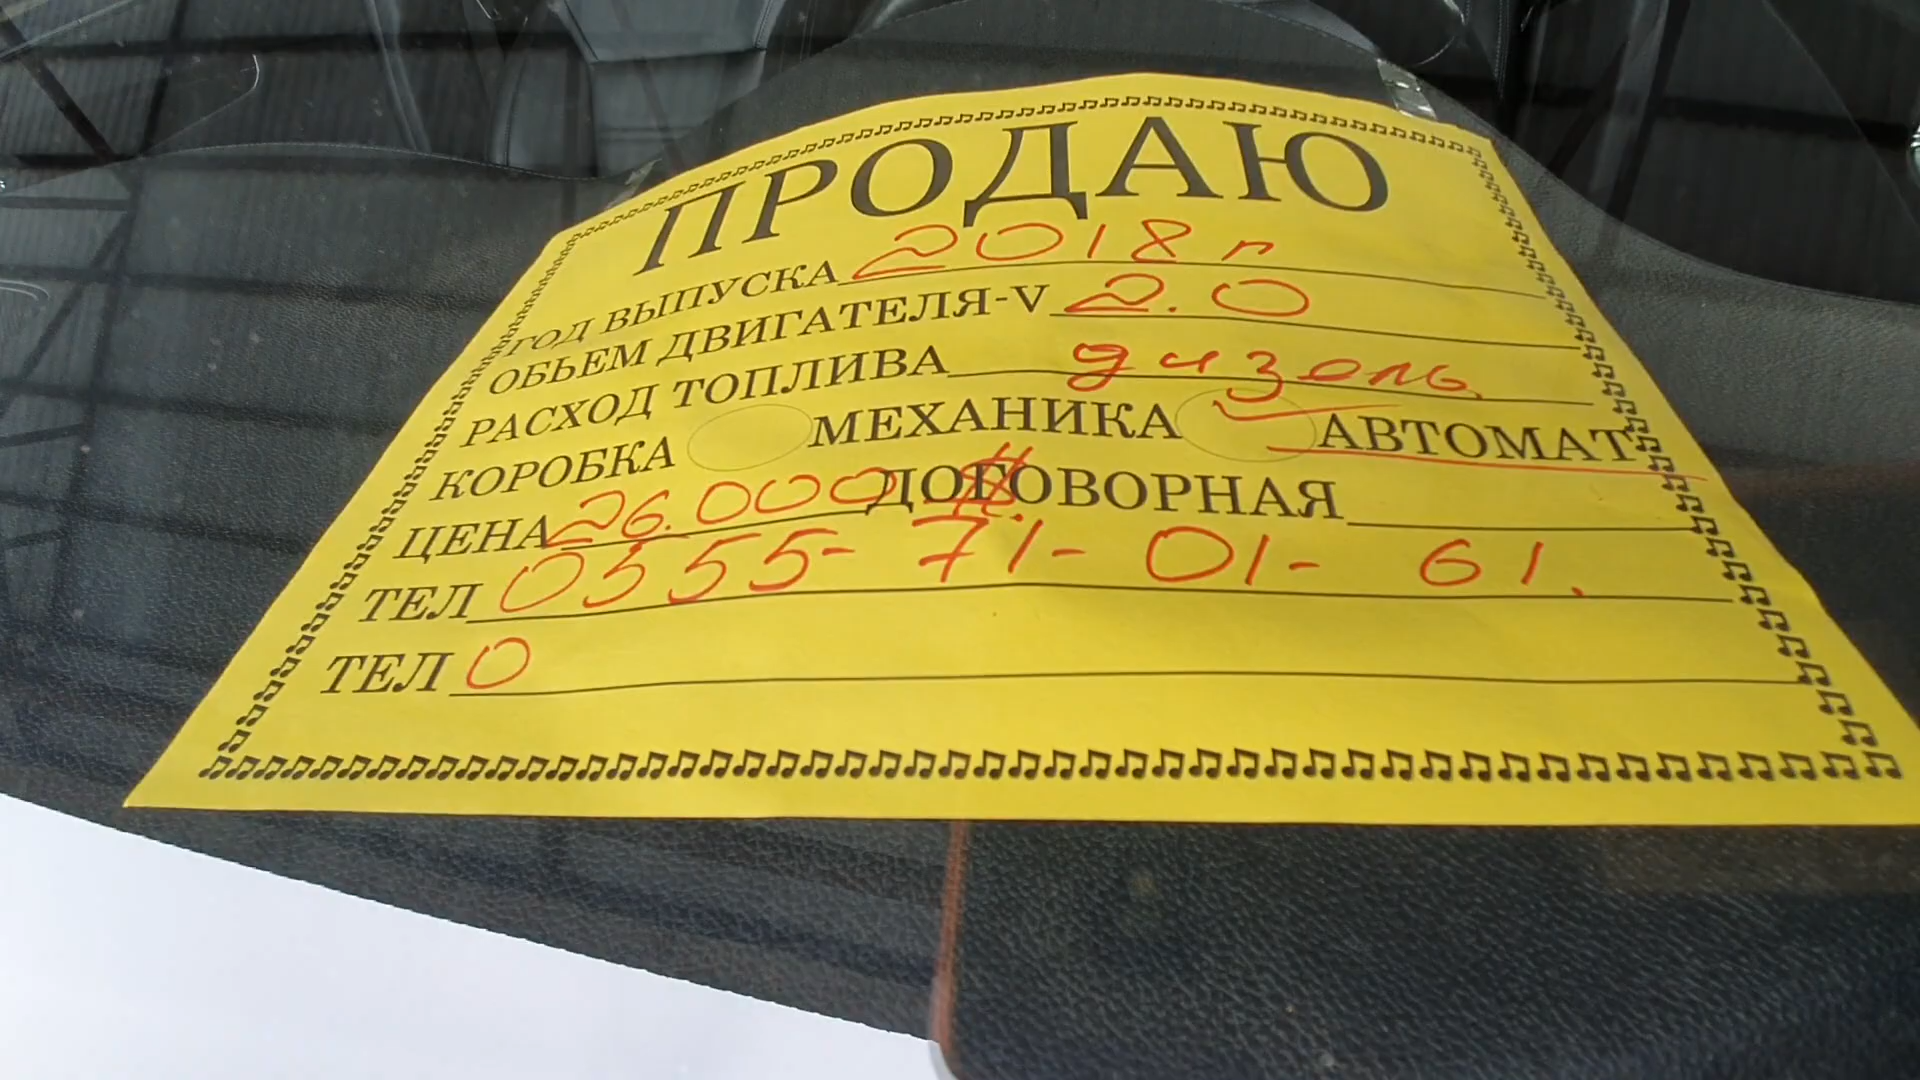 ПРОДАЮ
ГОД ВЫПУСКА 2018 г
ОБЬЕМ ДВИГАТЕЛЯ-V 2.0
РАСХОД ТОПЛИВА дизель.
КОРОБКА МЕХАНИКА АВТОМАТ
ЦЕНА 26.000 $ ДОГОВОРНАЯ
ТЕЛ 0555-71-01-61.
ТЕЛ 0